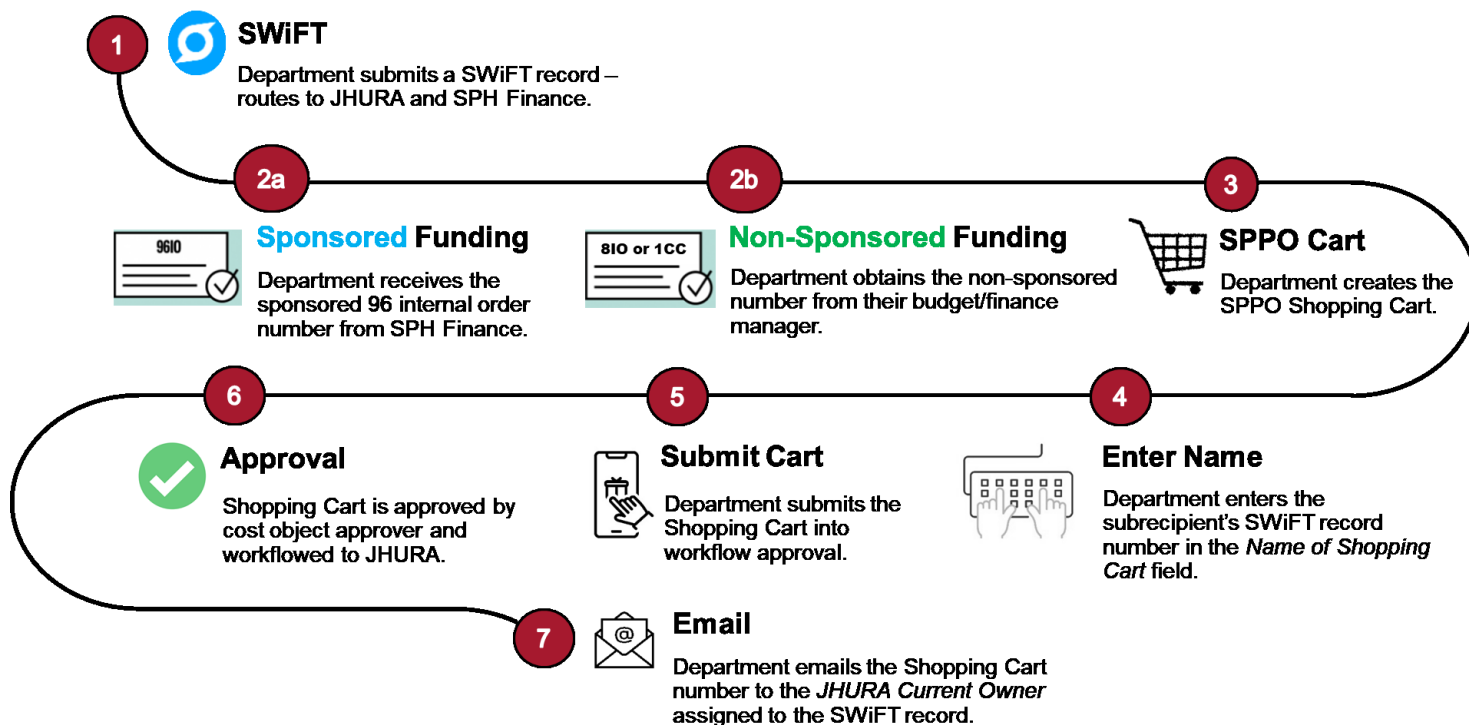 1
SWiFT
Department submits a SWiFT record –
routes to JHURA and SPH Finance.
2a
96IO
Sponsored Funding
Department receives the
sponsored 96 internal order
number from SPH Finance.
2b
8IO or 1CC
Non-Sponsored Funding
Department obtains the non-sponsored
number from their budget/finance
manager.
3
SPPO Cart
Department creates the
SPPO Shopping Cart.
4
Enter Name
Department enters the
subrecipient's SWiFT record
number in the Name of Shopping
Cart field.
5
Submit Cart
Department submits the
Shopping Cart into
workflow approval.
6
Approval
Shopping Cart is approved by
cost object approver and
workflowed to JHURA.
7
@
Email
Department emails the Shopping Cart
number to the JHURA Current Owner
assigned to the SWiFT record.